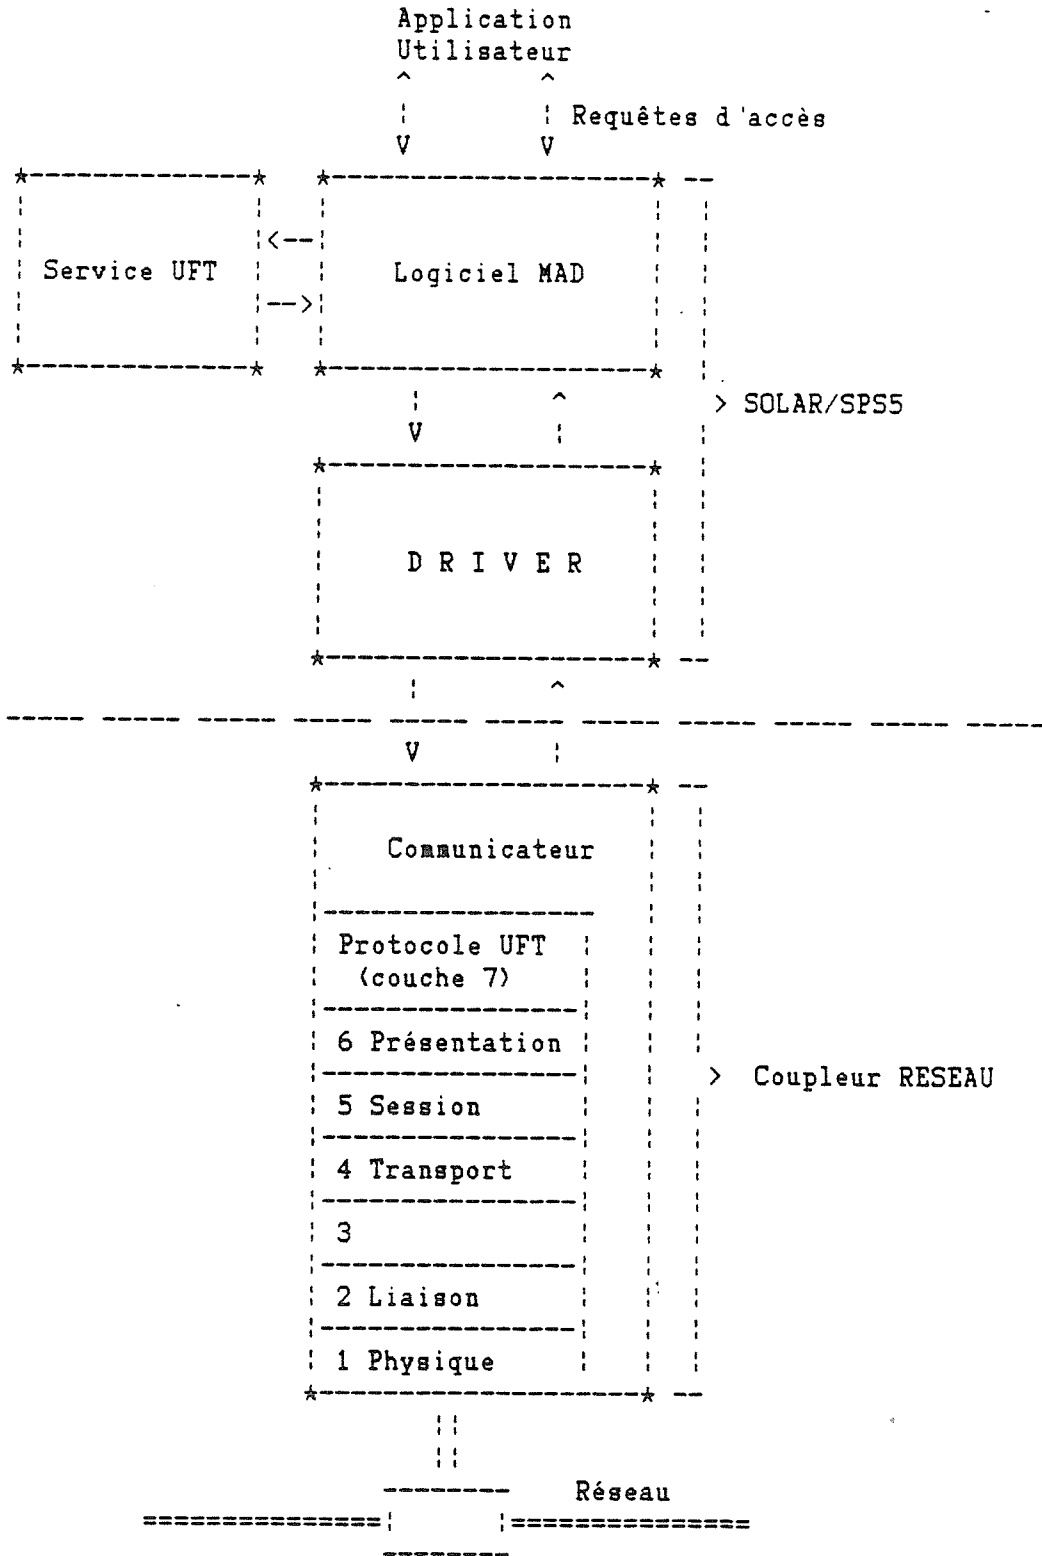 Application
Utilisateur
Requêtes d'accès
Service UFT
Logiciel MAD
SOLAR/SPS5
D R I V E R
Communicateur
Protocole UFT
(couche 7)
6 Présentation
5 Session
Coupleur RESEAU
4 Transport
3
2 Liaison
1 Physique
Réseau